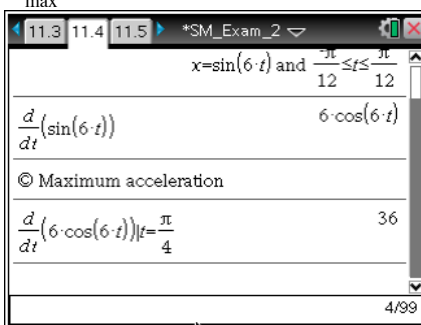 max
11.3 11.4 11.5 *SM_Exam_2
x=sin(6·t) and -π/12≤t≤π/12
d/dt(sin(6·t)) 6·cos(6·t)
© Maximum acceleration
d/dt(6·cos(6·t))|t=π/4 36
4/99